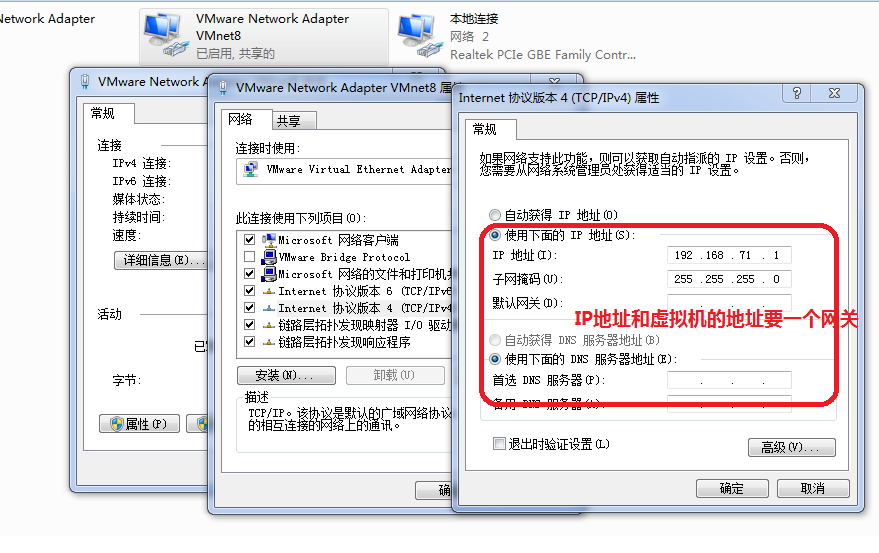 Network Adapter
VMware Network Adapter
VMnet8
已启用, 共享的
本地连接
网络 2
Realtek PCIe GBE Family Contr...
VMware Network
常规
连接
IPv4 连接:
IPv6 连接:
媒体状态:
持续时间:
速度:
详细信息(E)...
活动
字节:
属性(P)
VMware Network Adapter VMnet8
网络
共享
连接时使用:
VMware Virtual Ethernet Adapter
此连接使用下列项目(O):
Microsoft 网络客户端
VMware Bridge Protocol
Microsoft 网络的文件和打印机
Internet 协议版本 6 (TCP/IPv6
Internet 协议版本 4 (TCP/IPv
链路层拓扑发现映射器 I/O 驱动
链路层拓扑发现响应程序
安装(N)...
卸载(U)
描述
TCP/IP。该协议是默认的广域网络协议
的相互连接的网络上的通讯。
确
Internet 协议版本 4 (TCP/IPv4) 属性
常规
如果网络支持此功能，则可以获取自动指派的 IP 设置。否则，
您需要从网络系统管理员处获得适当的 IP 设置。
自动获得 IP 地址(O)
使用下面的 IP 地址(S):
IP 地址(I): 192 .168 .71 .1
子网掩码(U): 255 .255 .255 .0
默认网关(D):
IP地址和虚拟机的地址要一个网关
自动获得 DNS 服务器地址(B)
使用下面的 DNS 服务器地址(E):
首选 DNS 服务器(P):
备用 DNS 服务器(A):
退出时验证设置(L)
高级(V)...
确定
取消